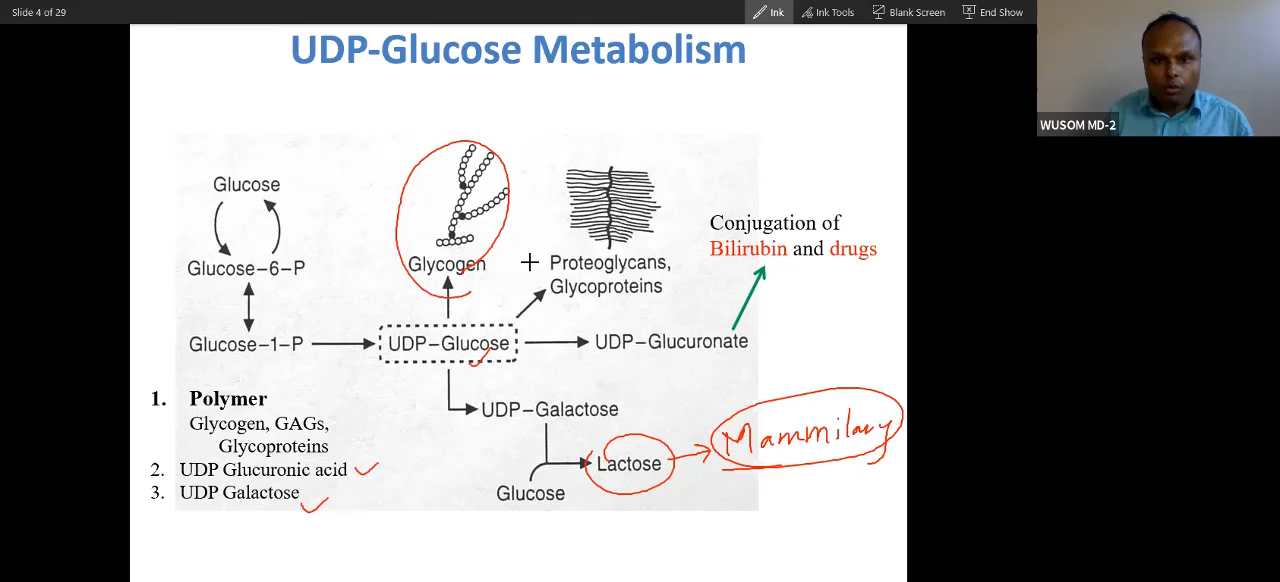 Slide 4 of 29
Ink
Ink Tools
Blank Screen
End Show
UDP-Glucose Metabolism
WUSOM MD-2
Glucose
Glucose-6-P
Glucose-1-P
Glycogen
+
Proteoglycans,
Glycoproteins
Conjugation of
Bilirubin and drugs
UDP-Glucose
UDP-Glucuronate
UDP-Galactose
Lactose
Glucose
Mammilary
1. Polymer
Glycogen, GAGs,
Glycoproteins
2. UDP Glucuronic acid
3. UDP Galactose